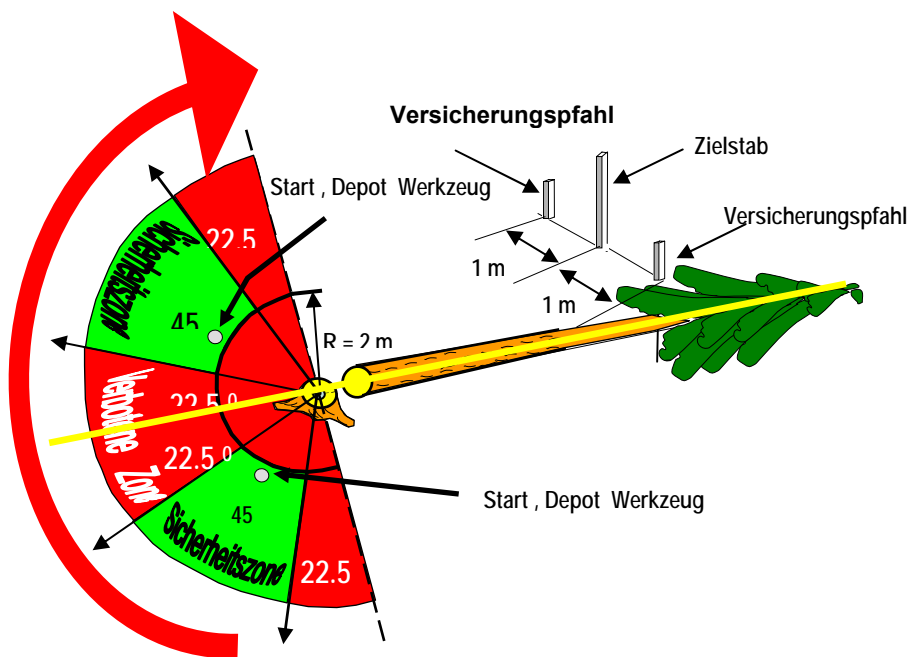 Versicherungspfahl
Zielstab
Start , Depot Werkzeug
Versicherungspfahl
22.5
Sicherheitszone
1 m
1 m
45
R = 2 m
22.5 0
Verbotene Zone
22.5 0
Start , Depot Werkzeug
45
Sicherheitszone
22.5